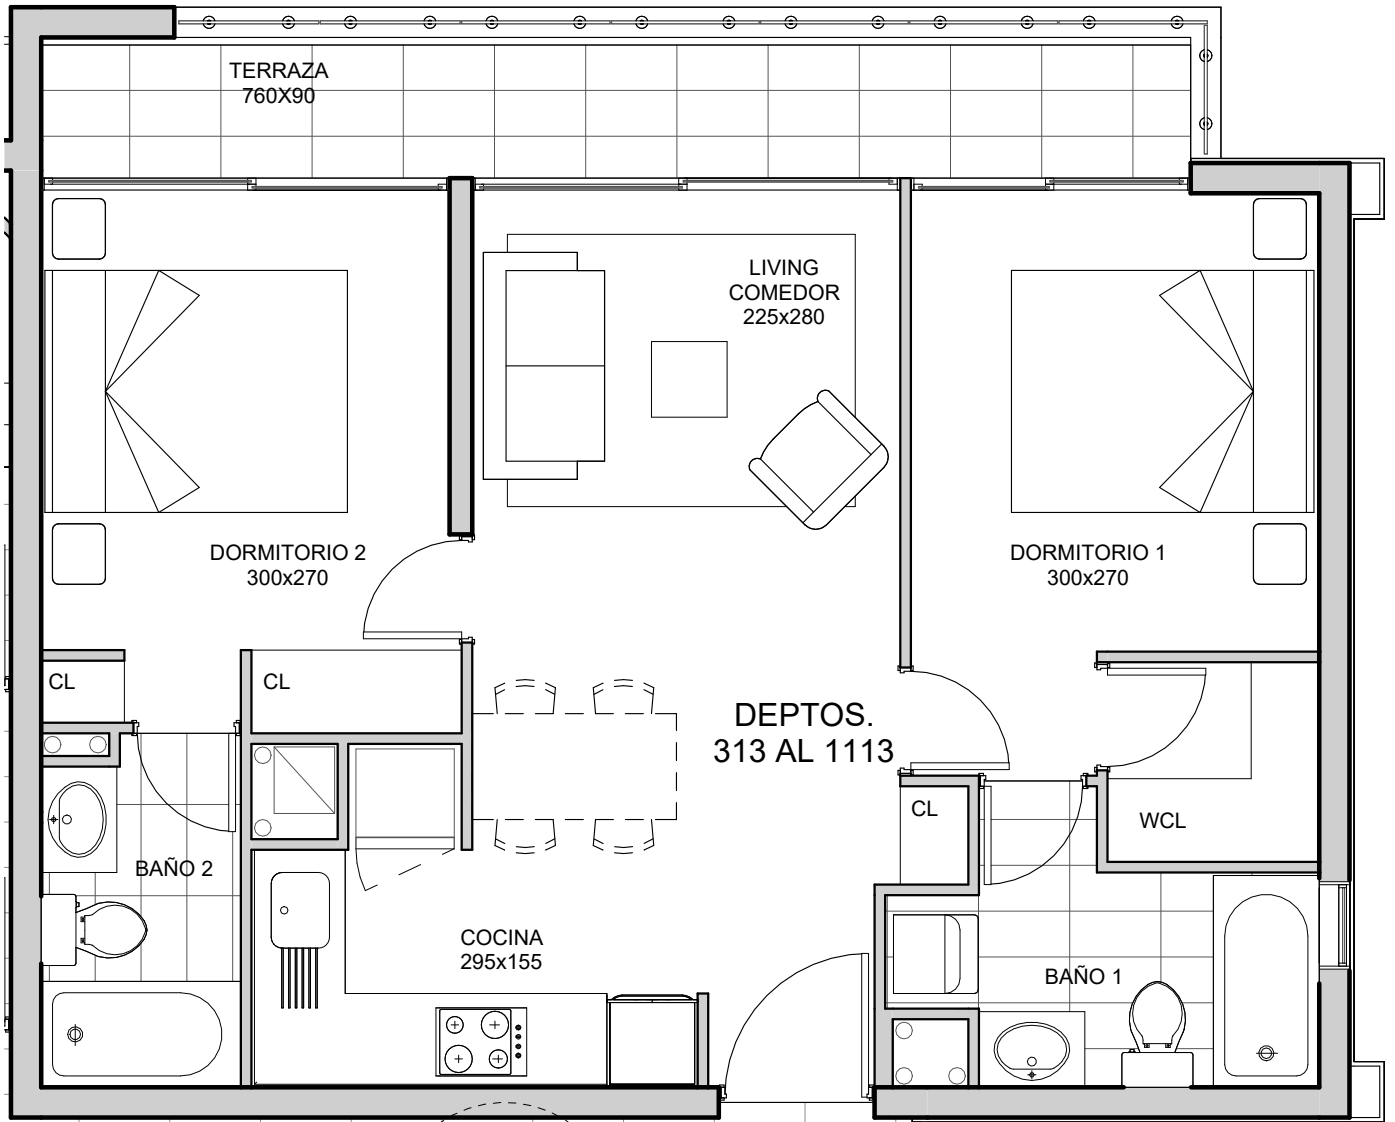 TERRAZA
760X90
LIVING
COMEDOR
225x280
DORMITORIO 2
300x270
DORMITORIO 1
300x270
CL
CL
DEPTOS.
313 AL 1113
CL
WCL
BAÑO 2
COCINA
295x155
BAÑO 1